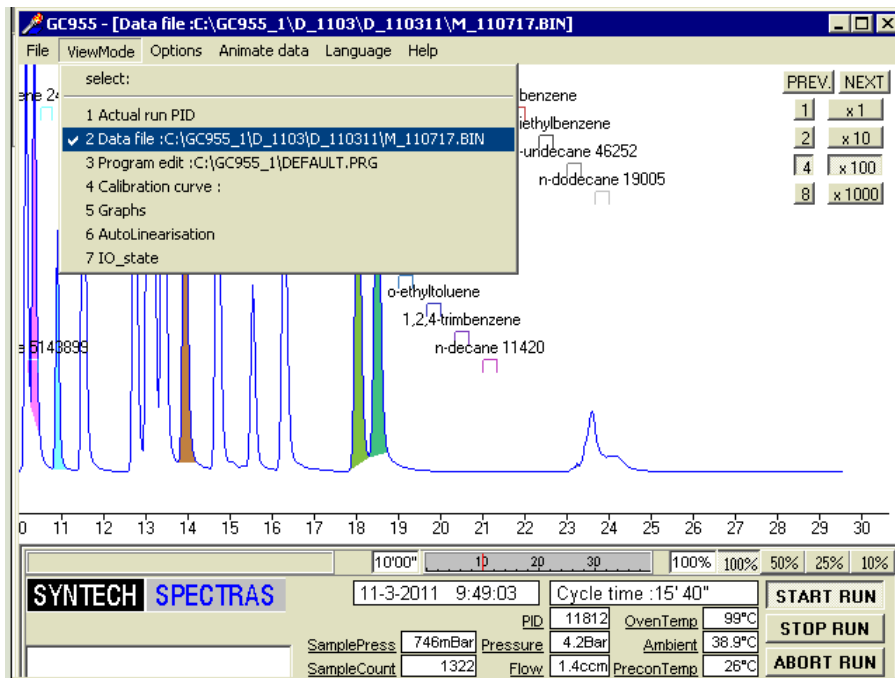 GC955 - [Data file :C:\GC955_1\D_1103\D_110311\M_110717.BIN]
File ViewMode Options Animate data Language Help
select:
1 Actual run PID
2 Data file :C:\GC955_1\D_1103\D_110311\M_110717.BIN
3 Program edit :C:\GC955_1\DEFAULT.PRG
4 Calibration curve :
5 Graphs
6 AutoLinearisation
7 IO_state
ene 24
benzene
iethylbenzene
-undecane 46252
n-dodecane 19005
PREV. NEXT
1 x 1
2 x 10
4 x 100
8 x 1000
o-ethyltoluene
1,2,4-trimbenzene
n-decane 11420
e 5143899
0 11 12 13 14 15 16 17 18 19 20 21 22 23 24 25 26 27 28 29 30
10'00" 10 20 30 100% 100% 50% 25% 10%
SYNTECH SPECTRAS
11-3-2011 9:49:03 Cycle time :15' 40"
START RUN
PID 11812 OvenTemp 99°C
STOP RUN
SamplePress 746mBar Pressure 4.2Bar Ambient 38.9°C
SampleCount 1322 Flow 1.4ccm PreconTemp 26°C
ABORT RUN